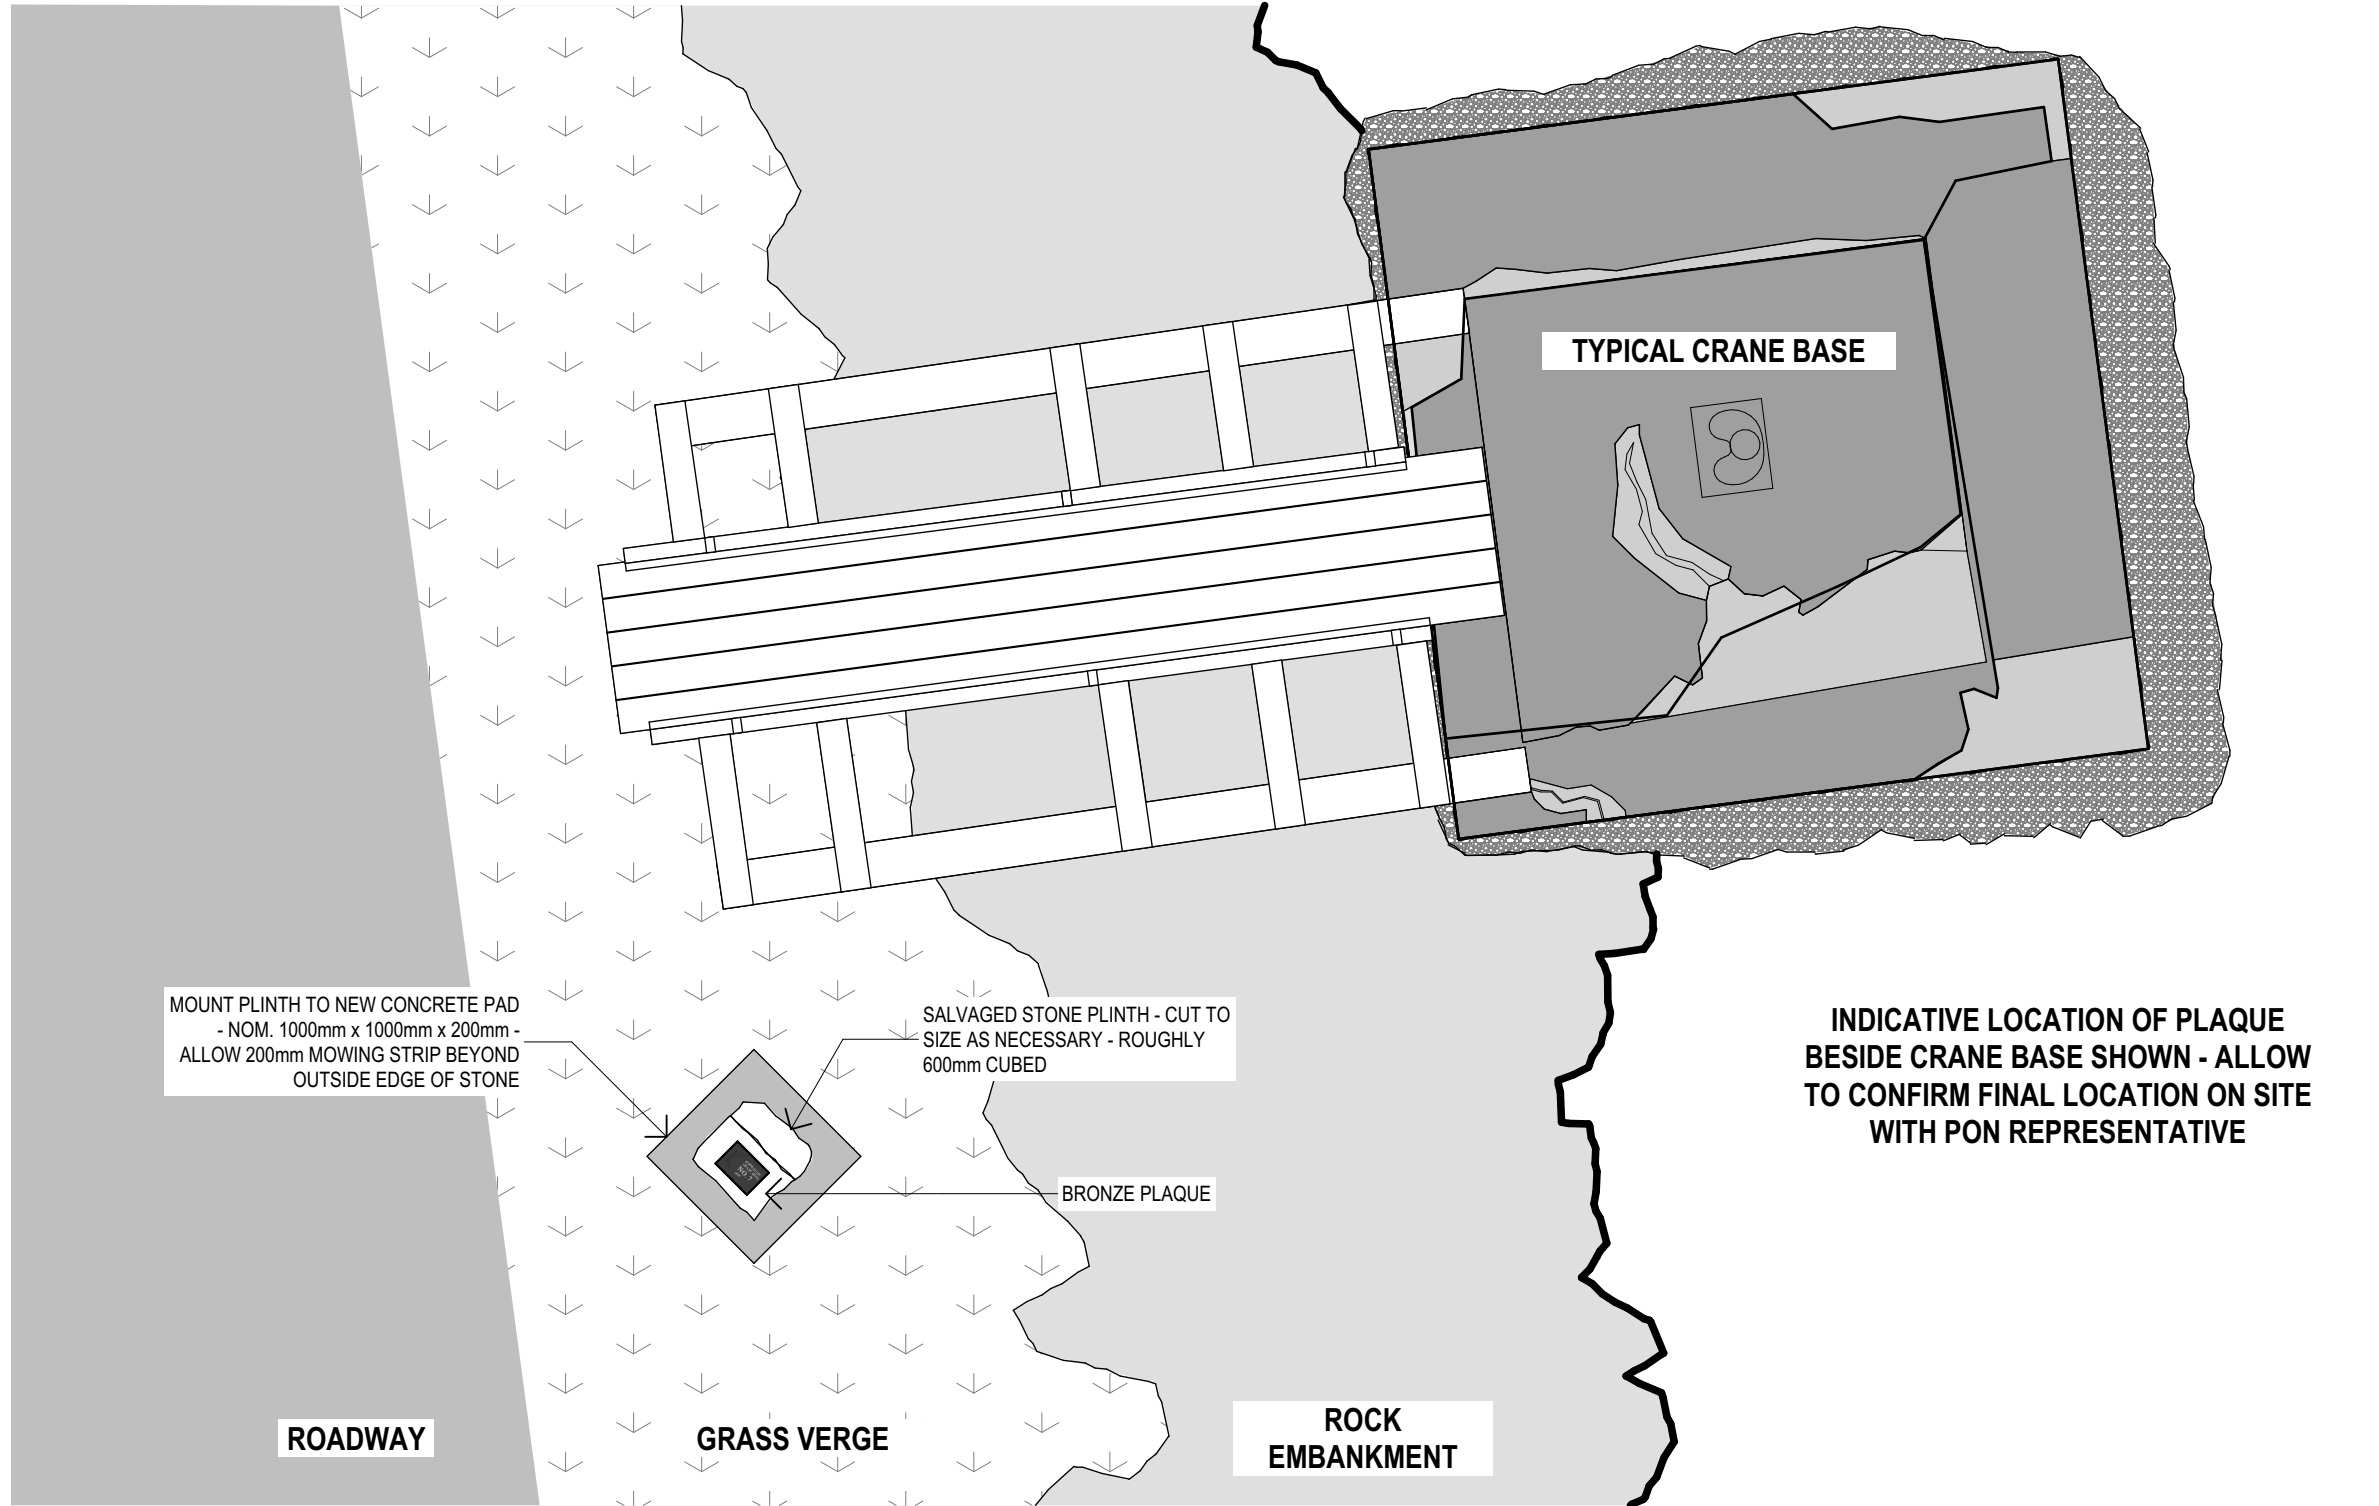 TYPICAL CRANE BASE
MOUNT PLINTH TO NEW CONCRETE PAD
- NOM. 1000mm x 1000mm x 200mm -
ALLOW 200mm MOWING STRIP BEYOND
OUTSIDE EDGE OF STONE
SALVAGED STONE PLINTH - CUT TO
SIZE AS NECESSARY - ROUGHLY
600mm CUBED
INDICATIVE LOCATION OF PLAQUE
BESIDE CRANE BASE SHOWN - ALLOW
TO CONFIRM FINAL LOCATION ON SITE
WITH PON REPRESENTATIVE
NO.7
BRONZE PLAQUE
ROADWAY
GRASS VERGE
ROCK
EMBANKMENT